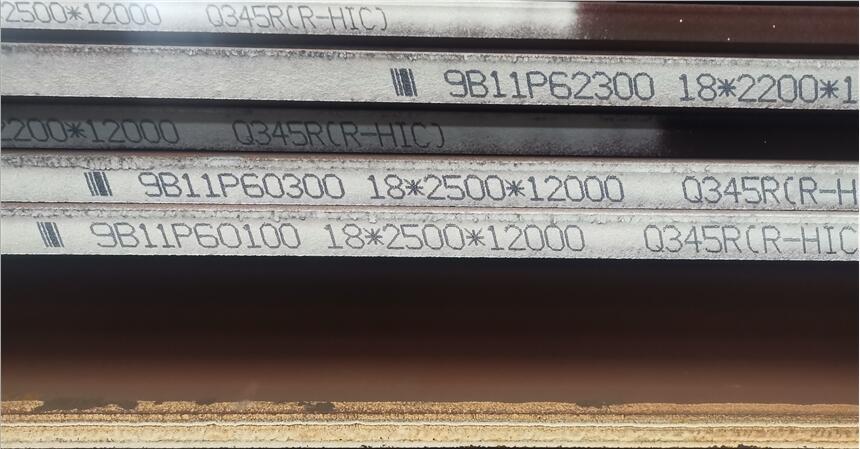 2500*12000 Q345R(R-HIC)
9B11P62300 18*2200*1
2200*12000 Q345R(R-HIC)
9B11P60300 18*2500*12000 Q345R(R-H
9B11P60100 18*2500*12000 Q345R(R-HIC